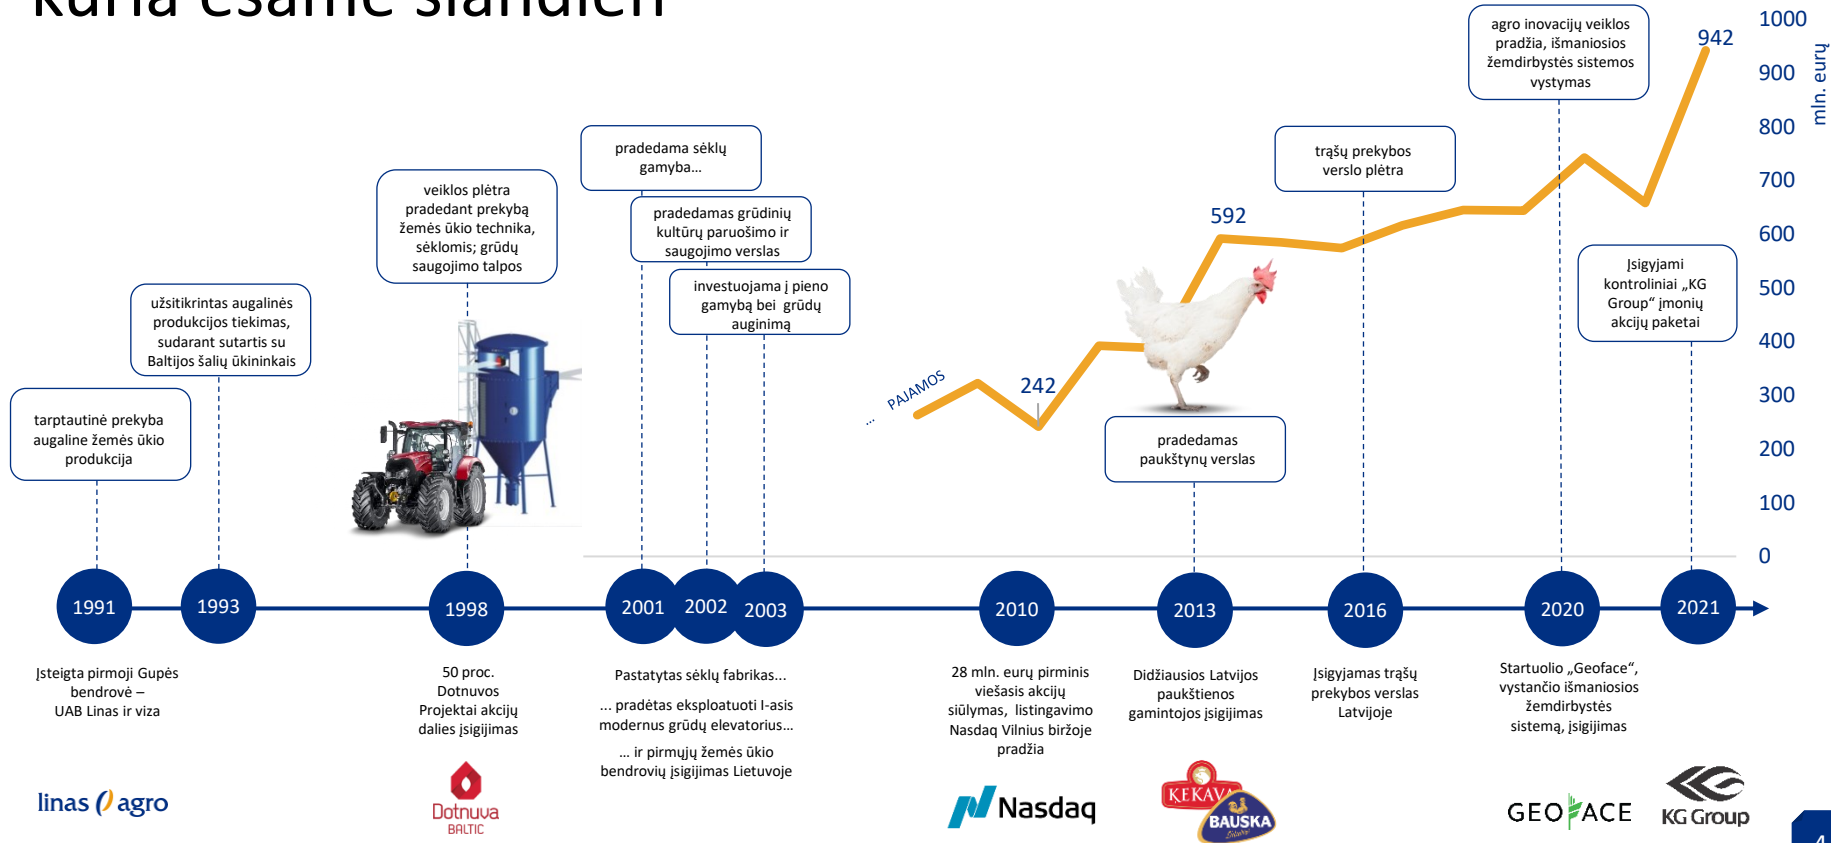 kuria esame šiandien
tarptautinė prekyba
augaline žemės ūkio
produkcija
užsitikrintas augalinės
produkcijos tiekimas,
sudarant sutartis su
Baltijos šalių ūkininkais
veiklos plėtra
pradedant prekybą
žemės ūkio technika,
sėklomis; grūdų
saugojimo talpos
pradedama sėklų
gamyba...
pradedamas grūdinių
kultūrų paruošimo ir
saugojimo verslas
investuojama į pieno
gamybą bei grūdų
auginimą
... PAJAMOS
242
592
942
pradedamas
paukštynų verslas
trąšų prekybos
verslo plėtra
agro inovacijų veiklos
pradžia, išmaniosios
žemdirbystės sistemos
vystymas
Įsigyjami
kontroliniai „KG
Group“ įmonių
akcijų paketai
1000
900
800
700
600
500
400
300
200
100
0
mln. eurų
1991
1993
1998
2001
2002
2003
2010
2013
2016
2020
2021
Įsteigta pirmoji Gupės
bendrovė –
UAB Linas ir viza
50 proc.
Dotnuvos
Projektai akcijų
dalies įsigijimas
Pastatytas sėklų fabrikas...
... pradėtas eksploatuoti I-asis
modernus grūdų elevatorius...
... ir pirmųjų žemės ūkio
bendrovių įsigijimas Lietuvoje
28 mln. eurų pirminis
viešasis akcijų
siūlymas, listingavimo
Nasdaq Vilnius biržoje
pradžia
Didžiausios Latvijos
paukštienos
gamintojos įsigijimas
Įsigyjamas trąšų
prekybos verslas
Latvijoje
Startuolio „Geoface“,
vystančio išmaniosios
žemdirbystės
sistemą, įsigijimas
linas agro
Dotnuva
BALTIC
Nasdaq
ĶEKAVA
BAUSKA
GEOFACE
KG Group
4